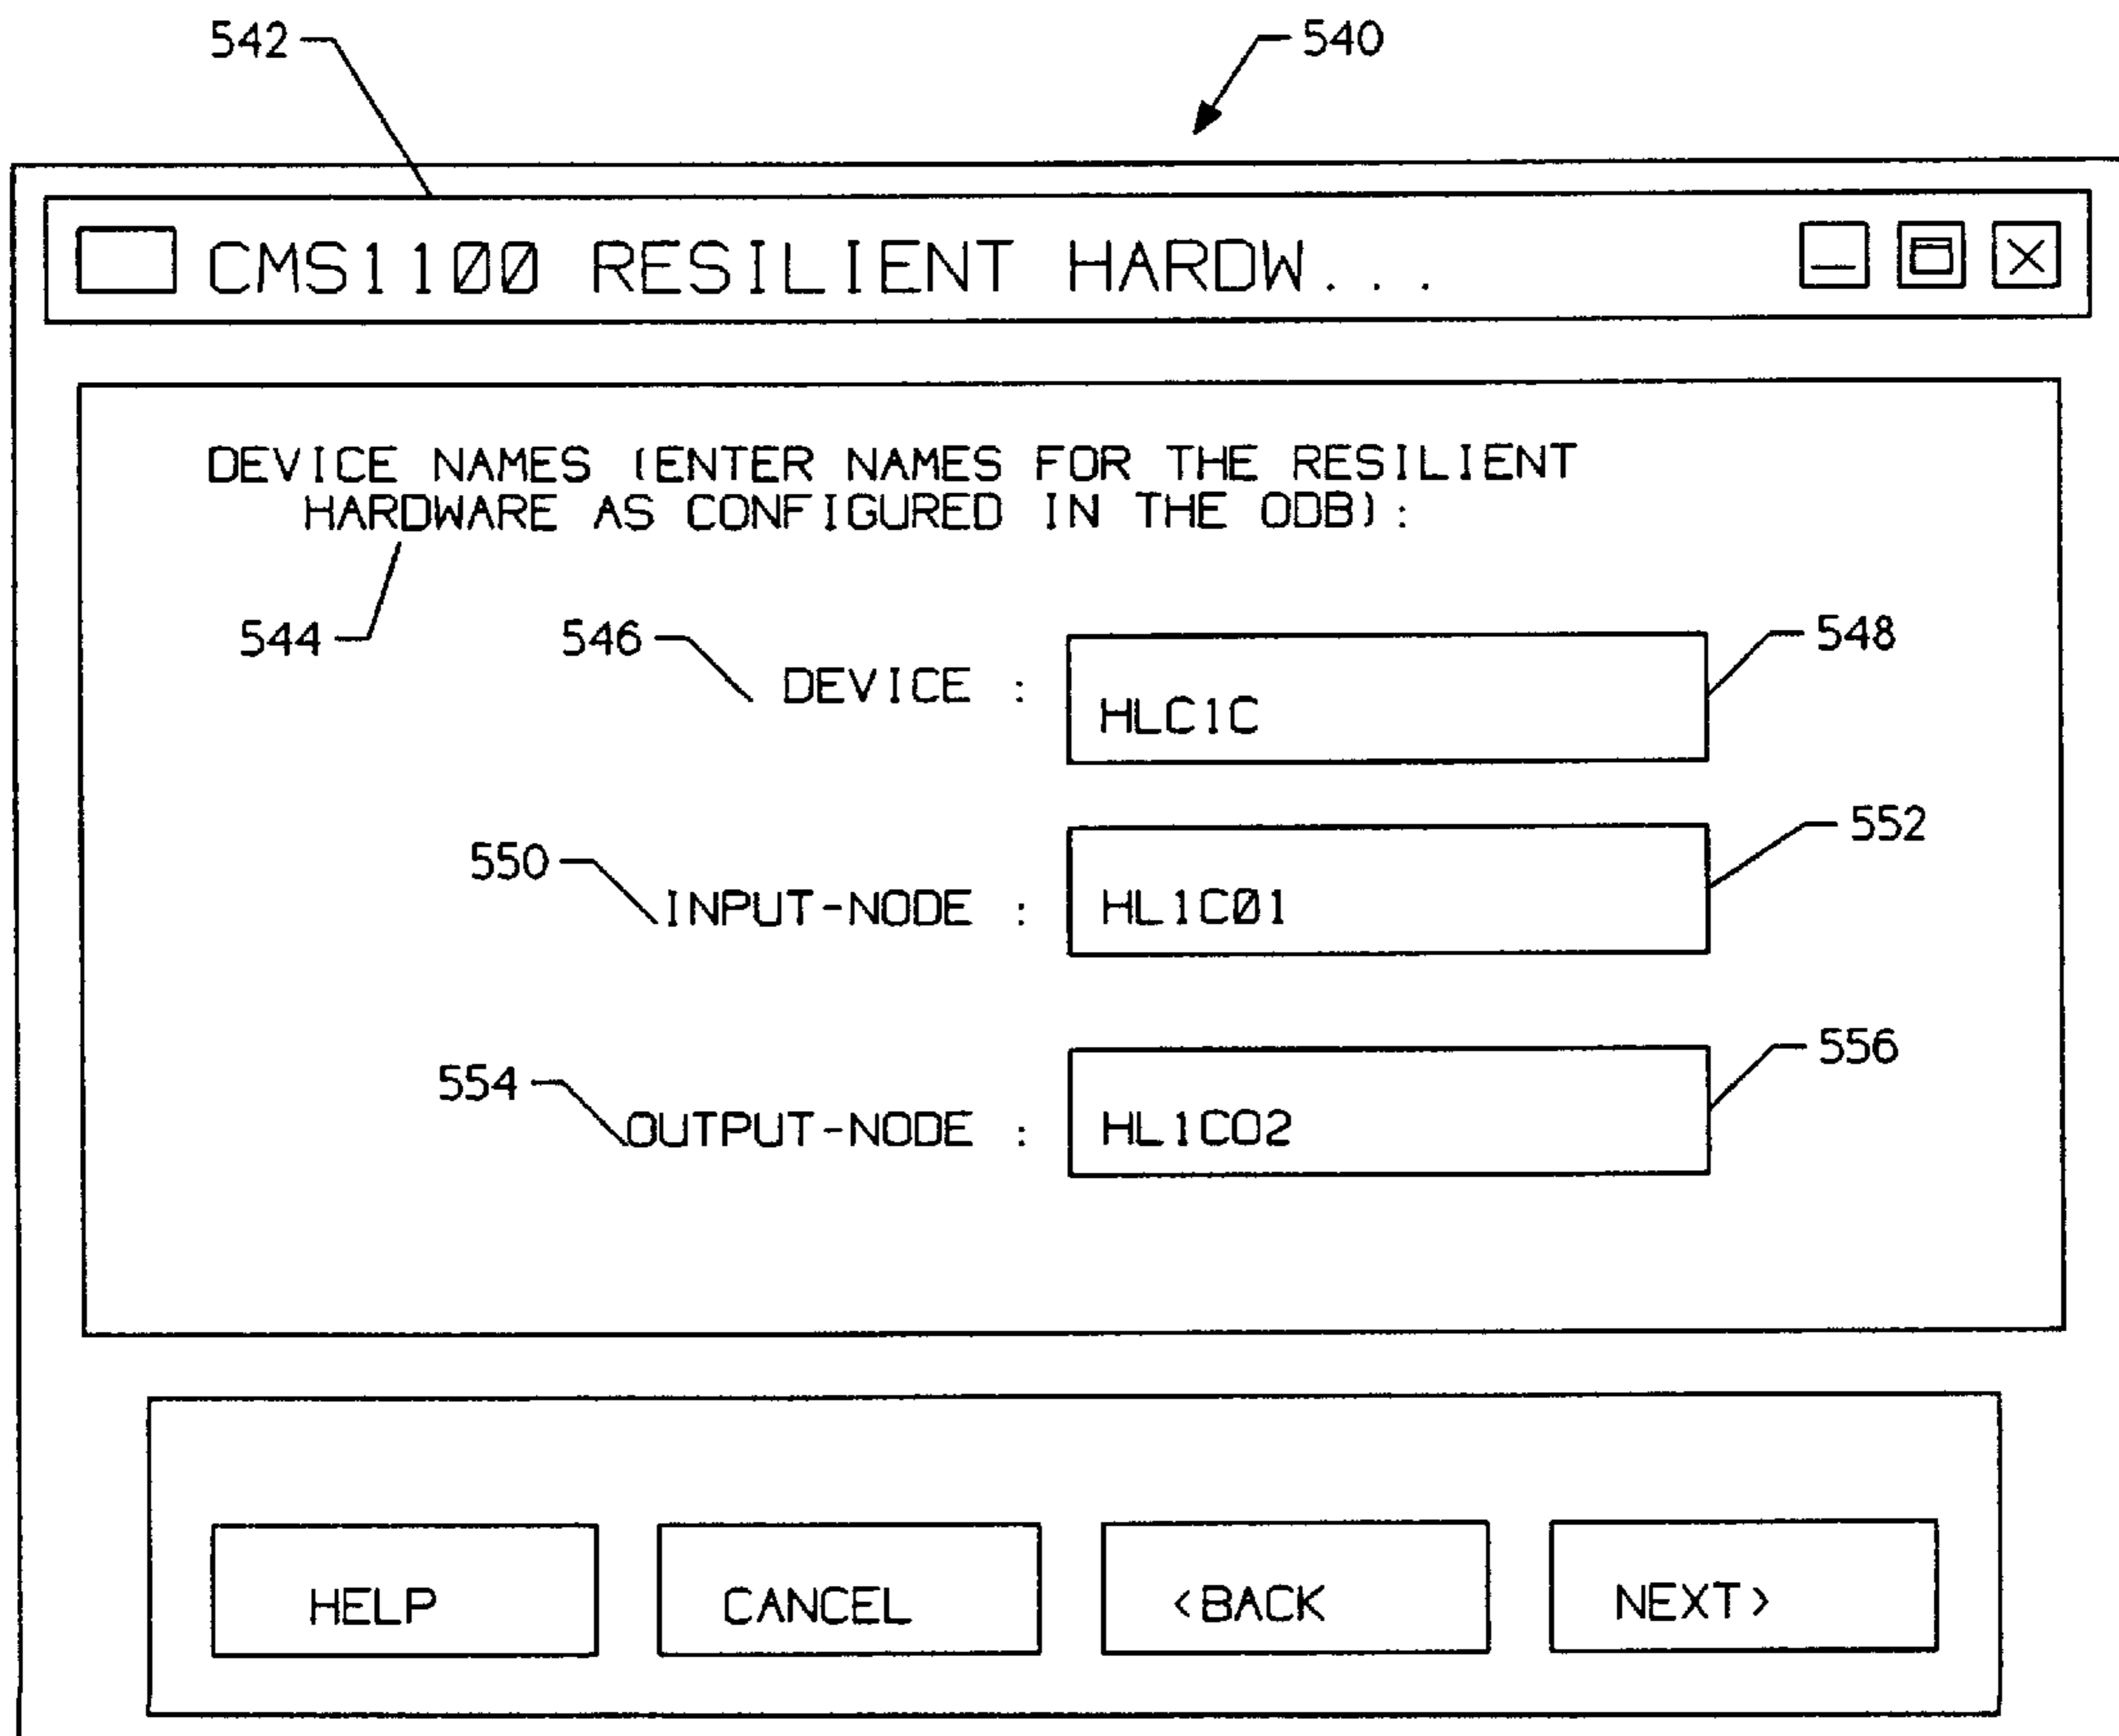 542
540
CMS1100 RESILIENT HARDW...
DEVICE NAMES (ENTER NAMES FOR THE RESILIENT
HARDWARE AS CONFIGURED IN THE ODB):
544
546
548
DEVICE :
HLC1C
550
552
INPUT-NODE :
HL1C01
554
556
OUTPUT-NODE :
HL1CO2
HELP
CANCEL
<BACK
NEXT>